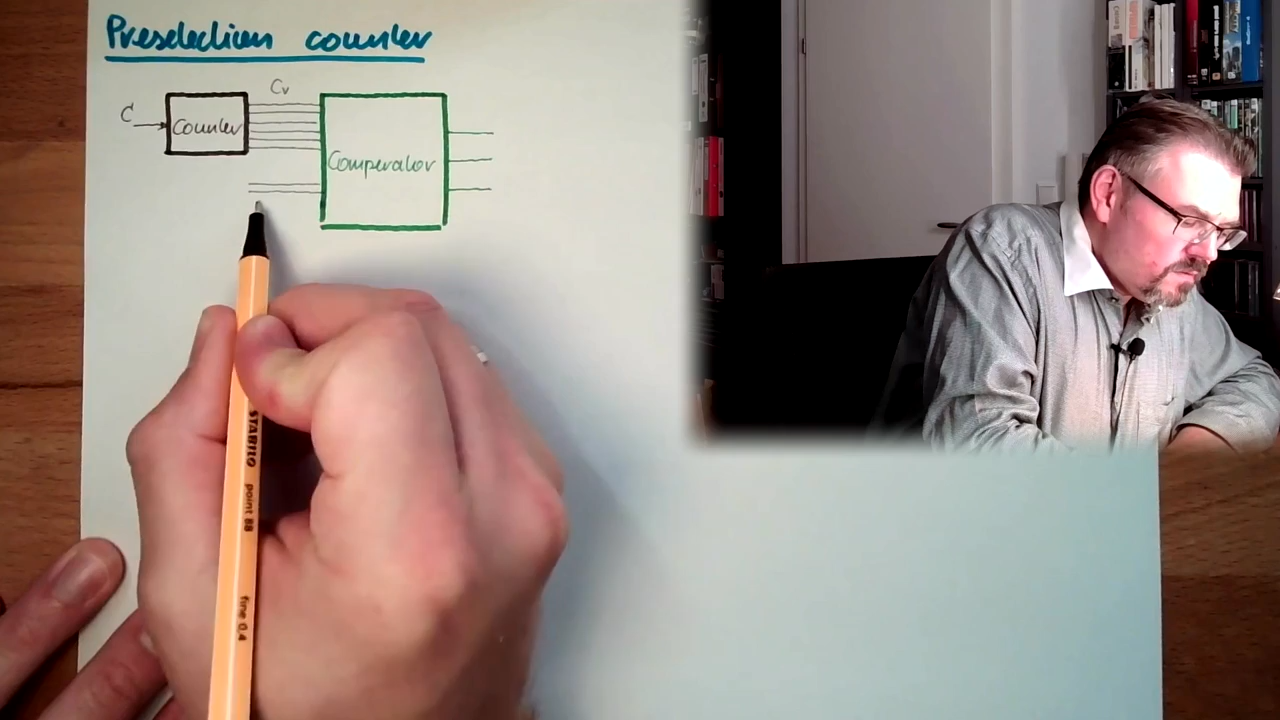 Preselection counter
Cv
C
Counter
Comperator
STABILO point 88 fine 0.4